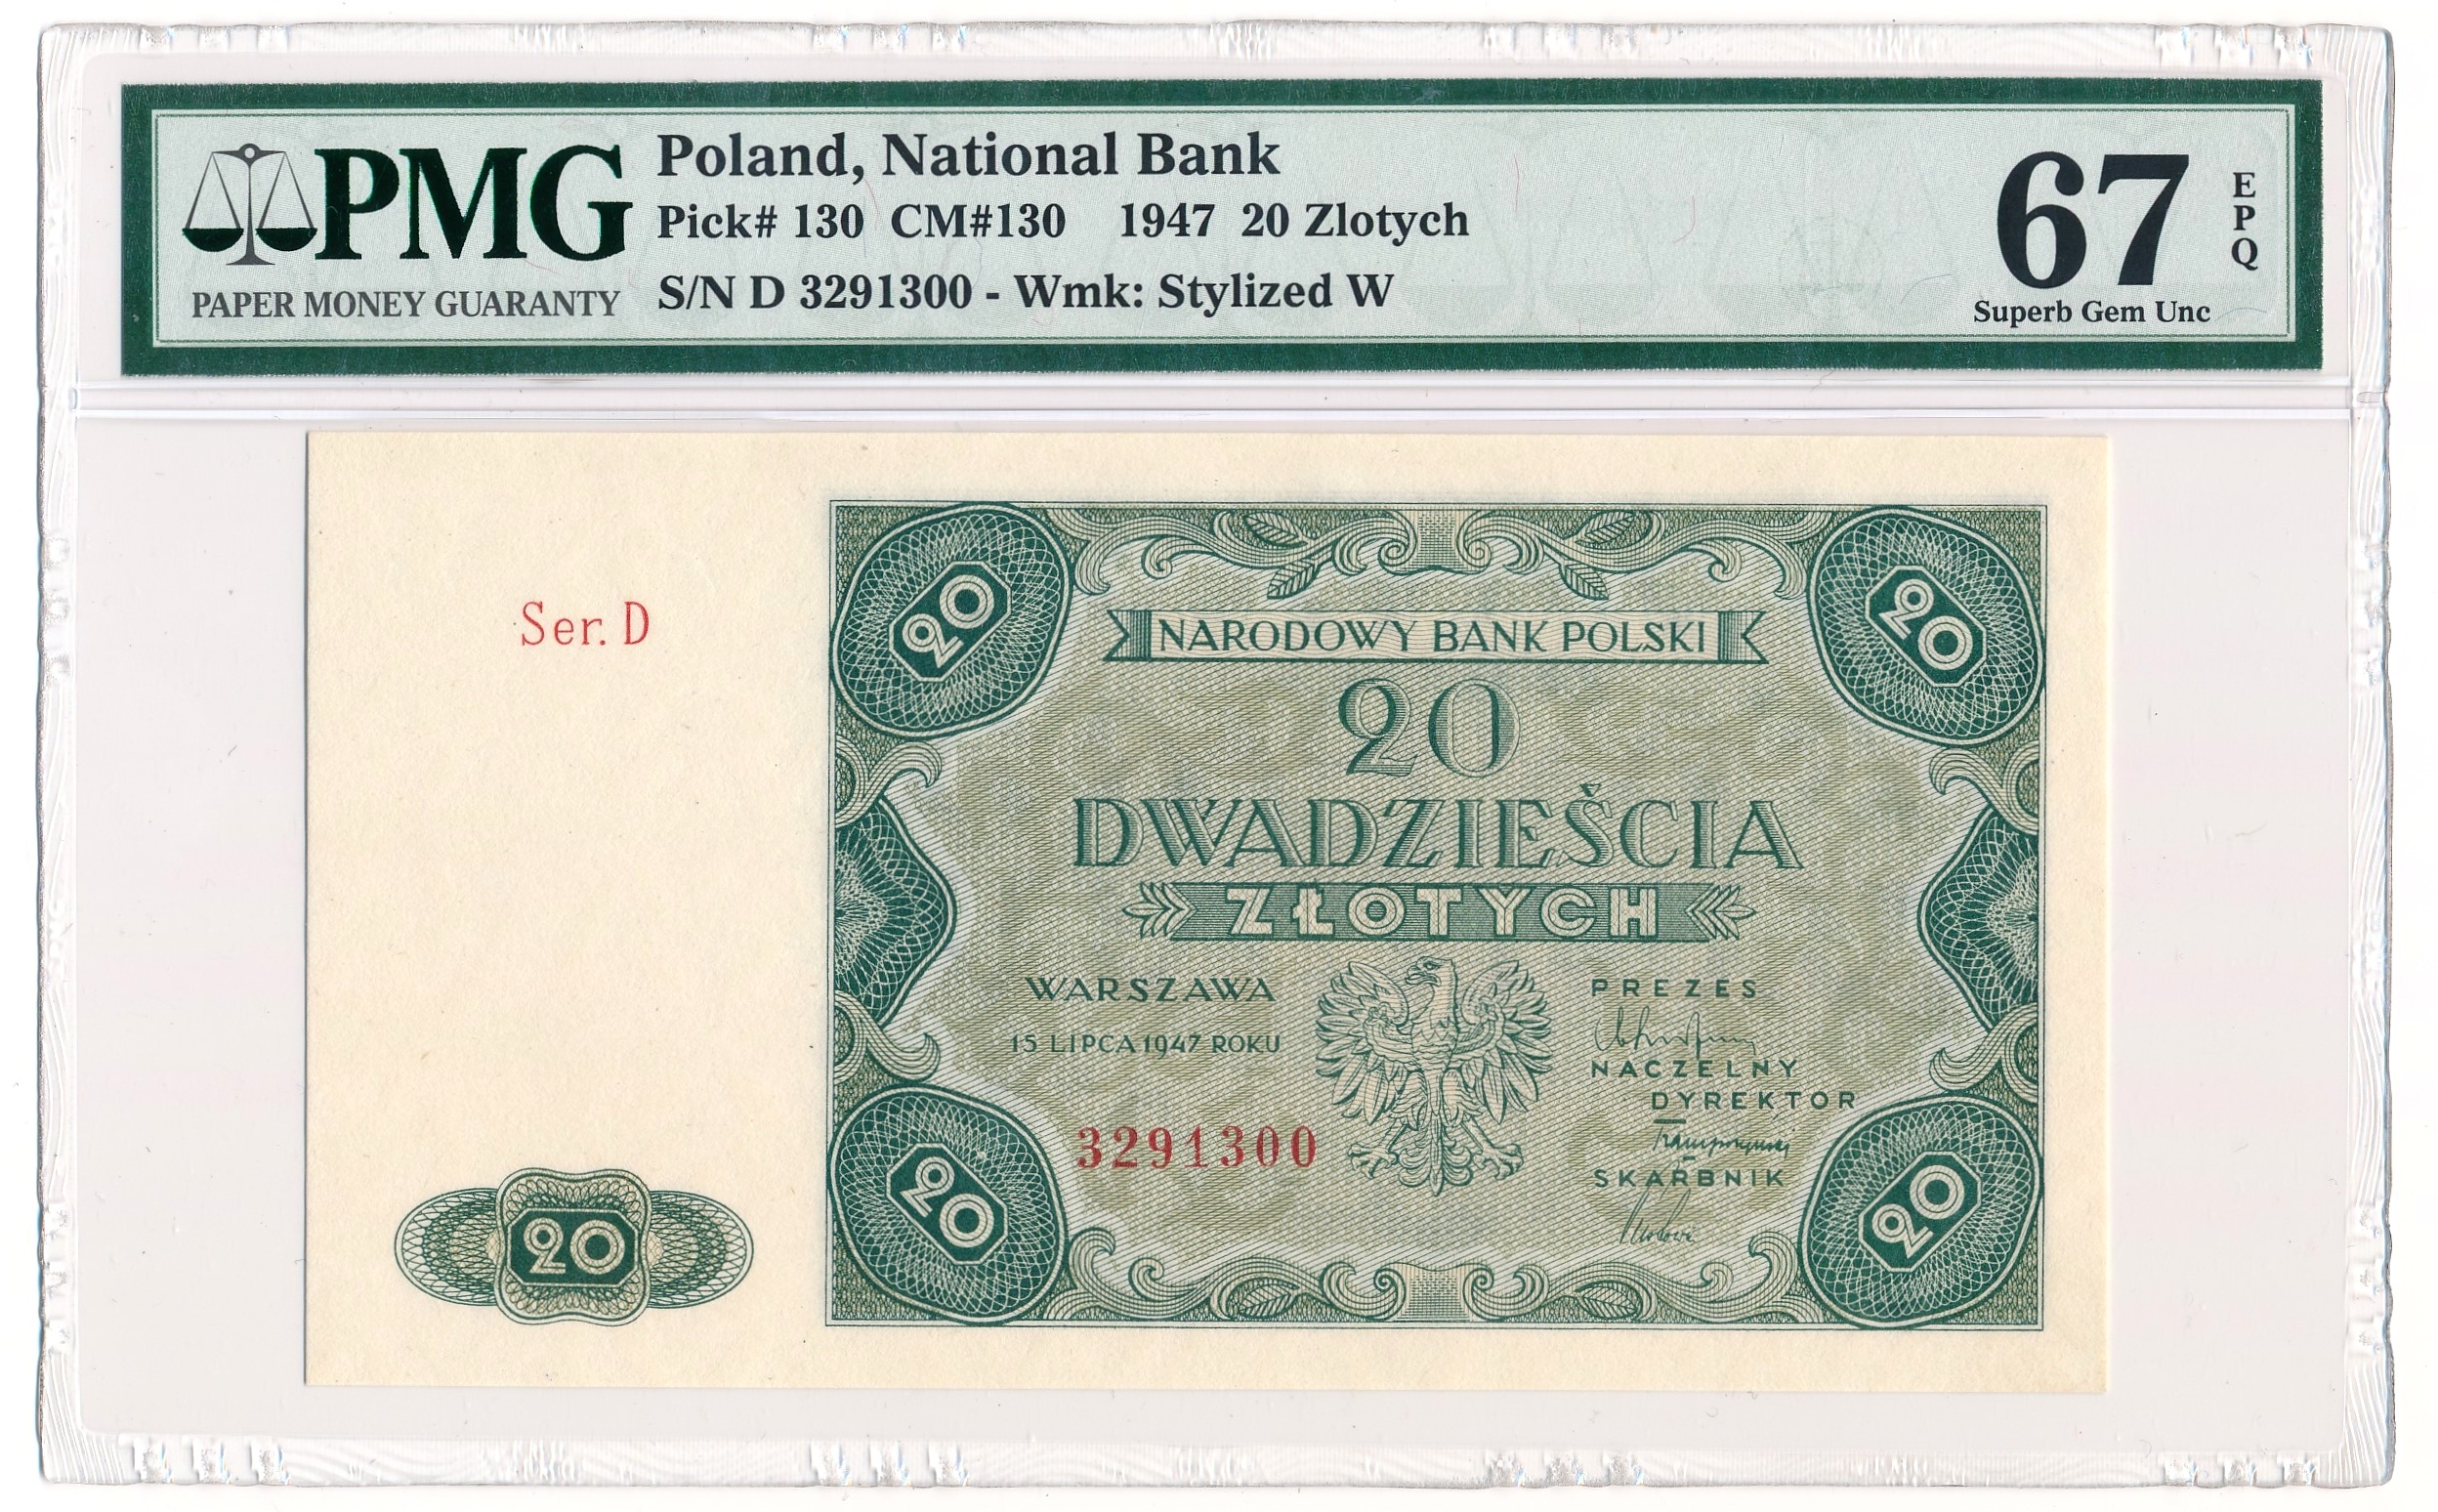 PMG
PAPER MONEY GUARANTY
Poland, National Bank
Pick# 130 CM#130 1947 20 Zlotych
S/N D 3291300 - Wmk: Stylized W
67
EPQ
Superb Gem Unc
Ser. D
20
20
20
NARODOWY BANK POLSKI
20
DWADZIEŚCIA
ZŁOTYCH
WARSZAWA
15 LIPCA 1947 ROKU
3291300
PREZES
NACZELNY
DYREKTOR
SKARBNIK
20
20